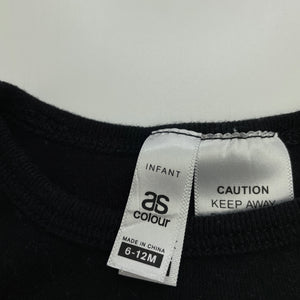 INFANT
as
colour
MADE IN CHINA
6-12M
CAUTION
KEEP AWAY